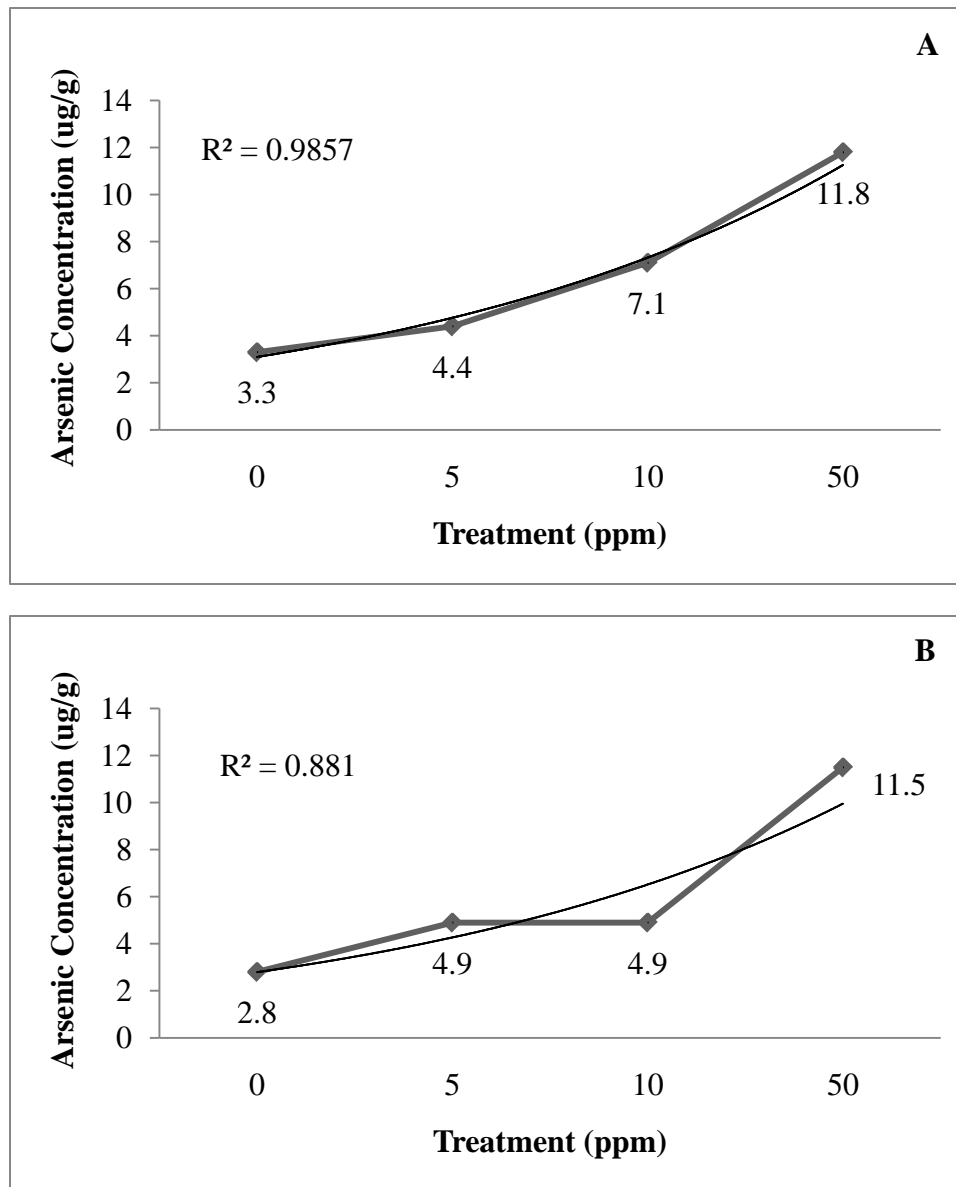 A
Arsenic Concentration (ug/g)
14
12
10
8
6
4
2
0
R² = 0.9857
3.3
4.4
7.1
11.8
0 5 10 50
Treatment (ppm)
B
Arsenic Concentration (ug/g)
14
12
10
8
6
4
2
0
R² = 0.881
2.8
4.9
4.9
11.5
0 5 10 50
Treatment (ppm)